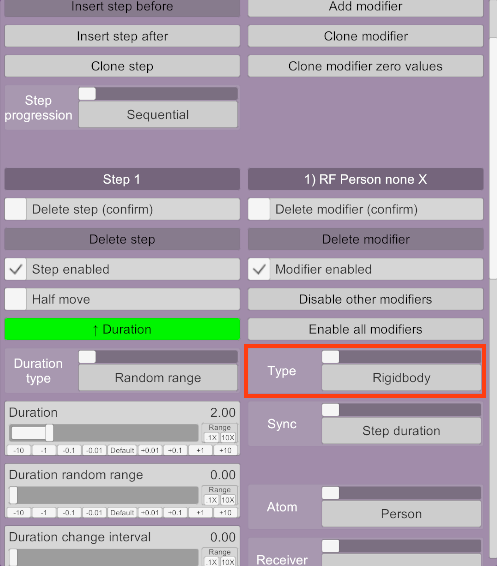 Insert step before
Add modifier
Insert step after
Clone modifier
Clone step
Clone modifier zero values
Step
progression
Sequential
Step 1
1) RF Person none X
Delete step (confirm)
Delete modifier (confirm)
Delete step
Delete modifier
Step enabled
Modifier enabled
Half move
Disable other modifiers
↑ Duration
Enable all modifiers
Duration
type
Random range
Type
Rigidbody
Duration 2.00
Range
1X 10X
-10 -1 -0.1 -0.01 Default +0.01 +0.1 +1 +10
Sync
Step duration
Duration random range 0.00
Range
1X 10X
-10 -1 -0.1 -0.01 Default +0.01 +0.1 +1 +10
Atom
Person
Duration change interval 0.00
Range
1X 10X
Receiver